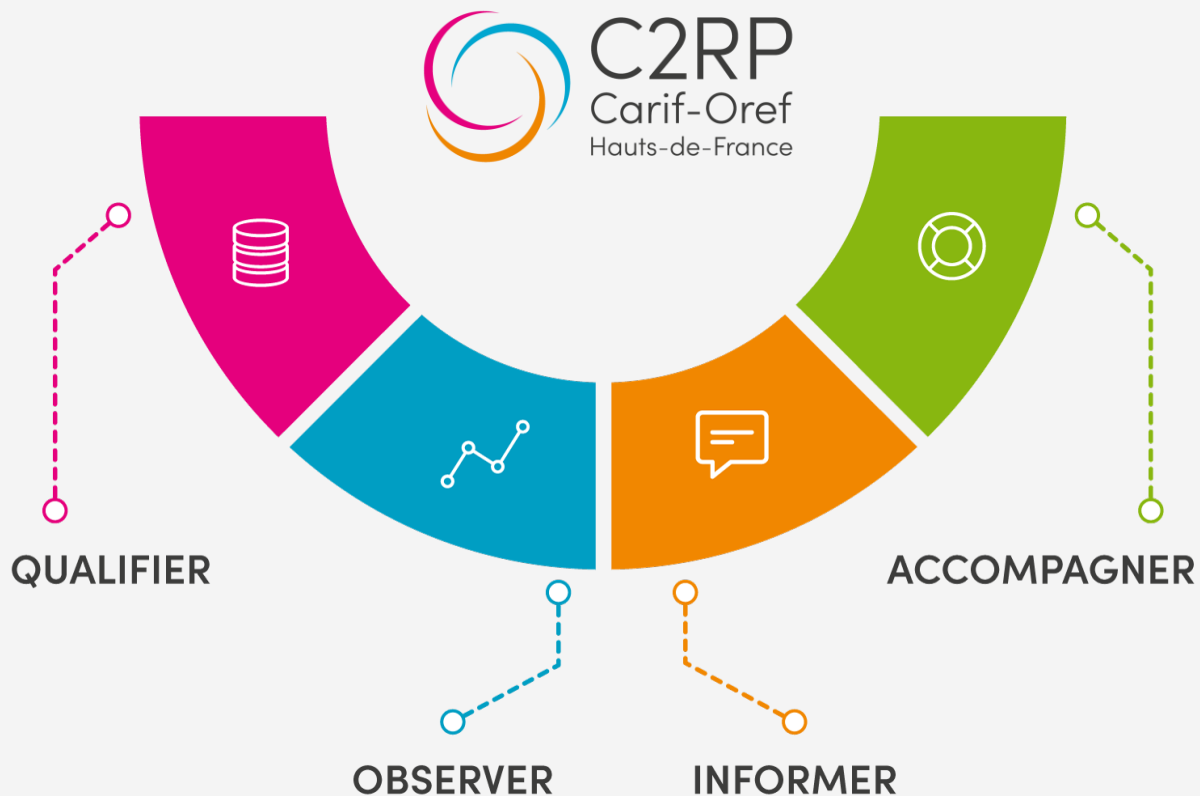 C2RP
Carif-Oref
Hauts-de-France
QUALIFIER
ACCOMPAGNER
OBSERVER
INFORMER